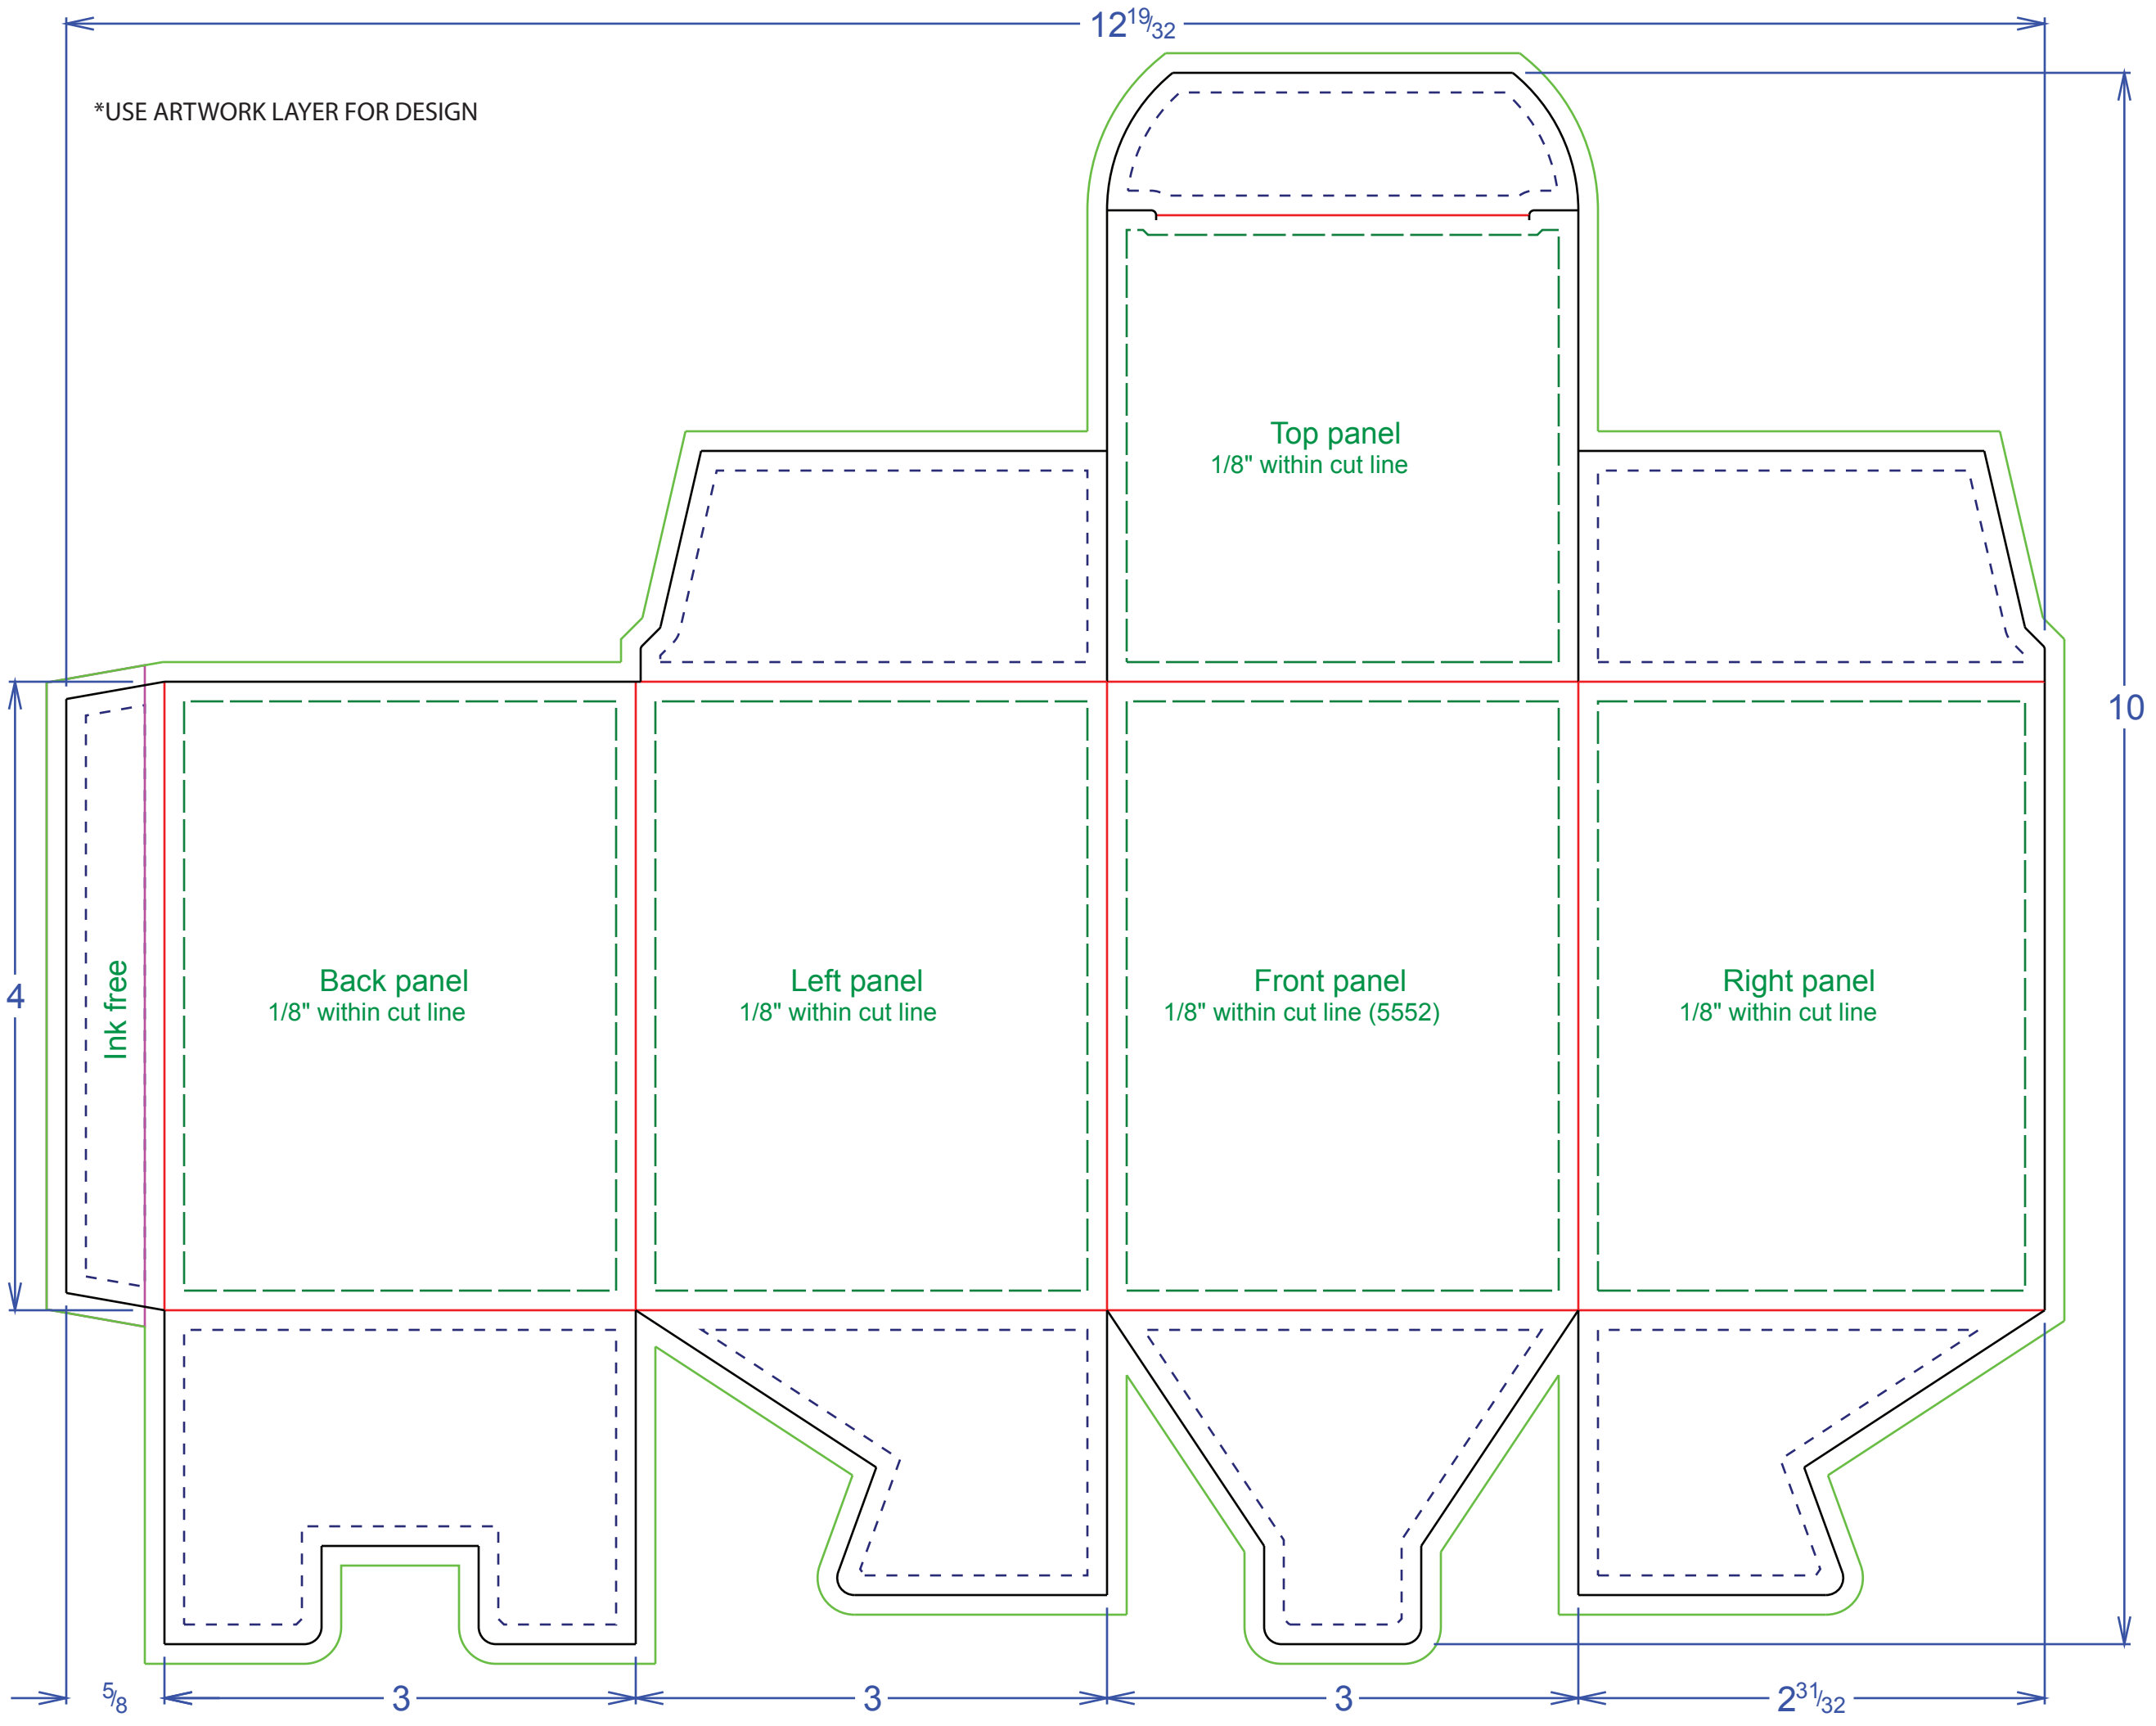 12 19/32
*USE ARTWORK LAYER FOR DESIGN
Top panel
1/8" within cut line
10
4
Ink free
Back panel
1/8" within cut line
Left panel
1/8" within cut line
Front panel
1/8" within cut line (5552)
Right panel
1/8" within cut line
5/8
3
3
3
2 31/32